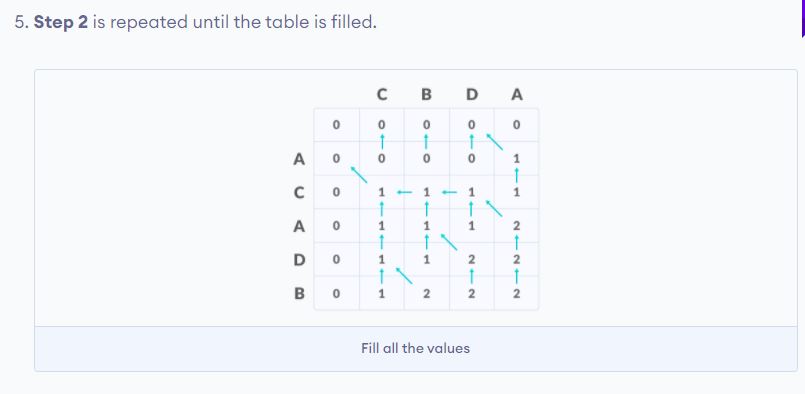 5. Step 2 is repeated until the table is filled.
C B D A
0 0 0 0 0
A 0 0 0 0 1
C 0 1 1 1 1
A 0 1 1 1 2
D 0 1 1 2 2
B 0 1 2 2 2
Fill all the values